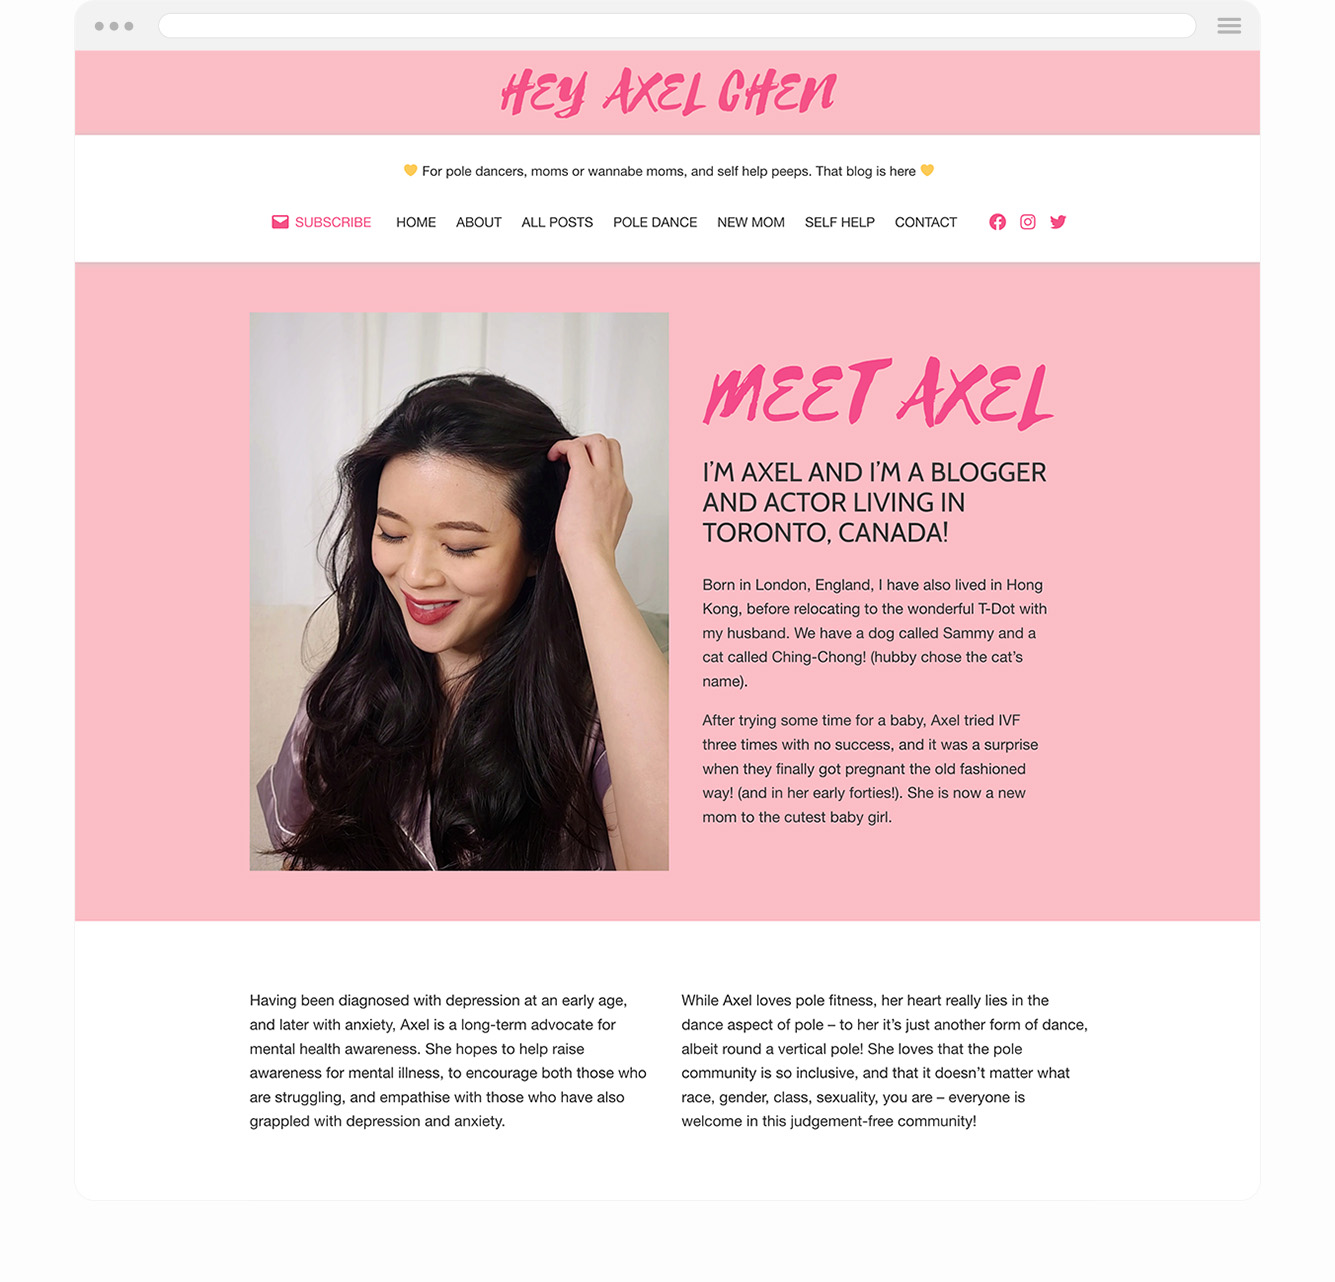 HEY AXEL CHEN
💛 For pole dancers, moms or wannabe moms, and self help peeps. That blog is here 💛
SUBSCRIBE HOME ABOUT ALL POSTS POLE DANCE NEW MOM SELF HELP CONTACT
MEET AXEL
I’M AXEL AND I’M A BLOGGER
AND ACTOR LIVING IN
TORONTO, CANADA!
Born in London, England, I have also lived in Hong
Kong, before relocating to the wonderful T-Dot with
my husband. We have a dog called Sammy and a
cat called Ching-Chong! (hubby chose the cat’s
name).
After trying some time for a baby, Axel tried IVF
three times with no success, and it was a surprise
when they finally got pregnant the old fashioned
way! (and in her early forties!). She is now a new
mom to the cutest baby girl.
Having been diagnosed with depression at an early age,
and later with anxiety, Axel is a long-term advocate for
mental health awareness. She hopes to help raise
awareness for mental illness, to encourage both those who
are struggling, and empathise with those who have also
grappled with depression and anxiety.
While Axel loves pole fitness, her heart really lies in the
dance aspect of pole – to her it’s just another form of dance,
albeit round a vertical pole! She loves that the pole
community is so inclusive, and that it doesn’t matter what
race, gender, class, sexuality, you are – everyone is
welcome in this judgement-free community!